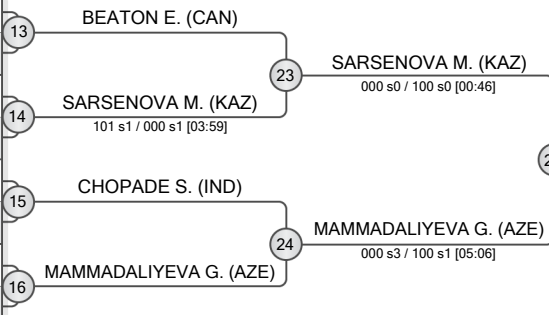 13
BEATON E. (CAN)
23
SARSENOVA M. (KAZ)
000 s0 / 100 s0 [00:46]
14
SARSENOVA M. (KAZ)
101 s1 / 000 s1 [03:59]
15
CHOPADE S. (IND)
24
MAMMADALIYEVA G. (AZE)
000 s3 / 100 s1 [05:06]
16
MAMMADALIYEVA G. (AZE)